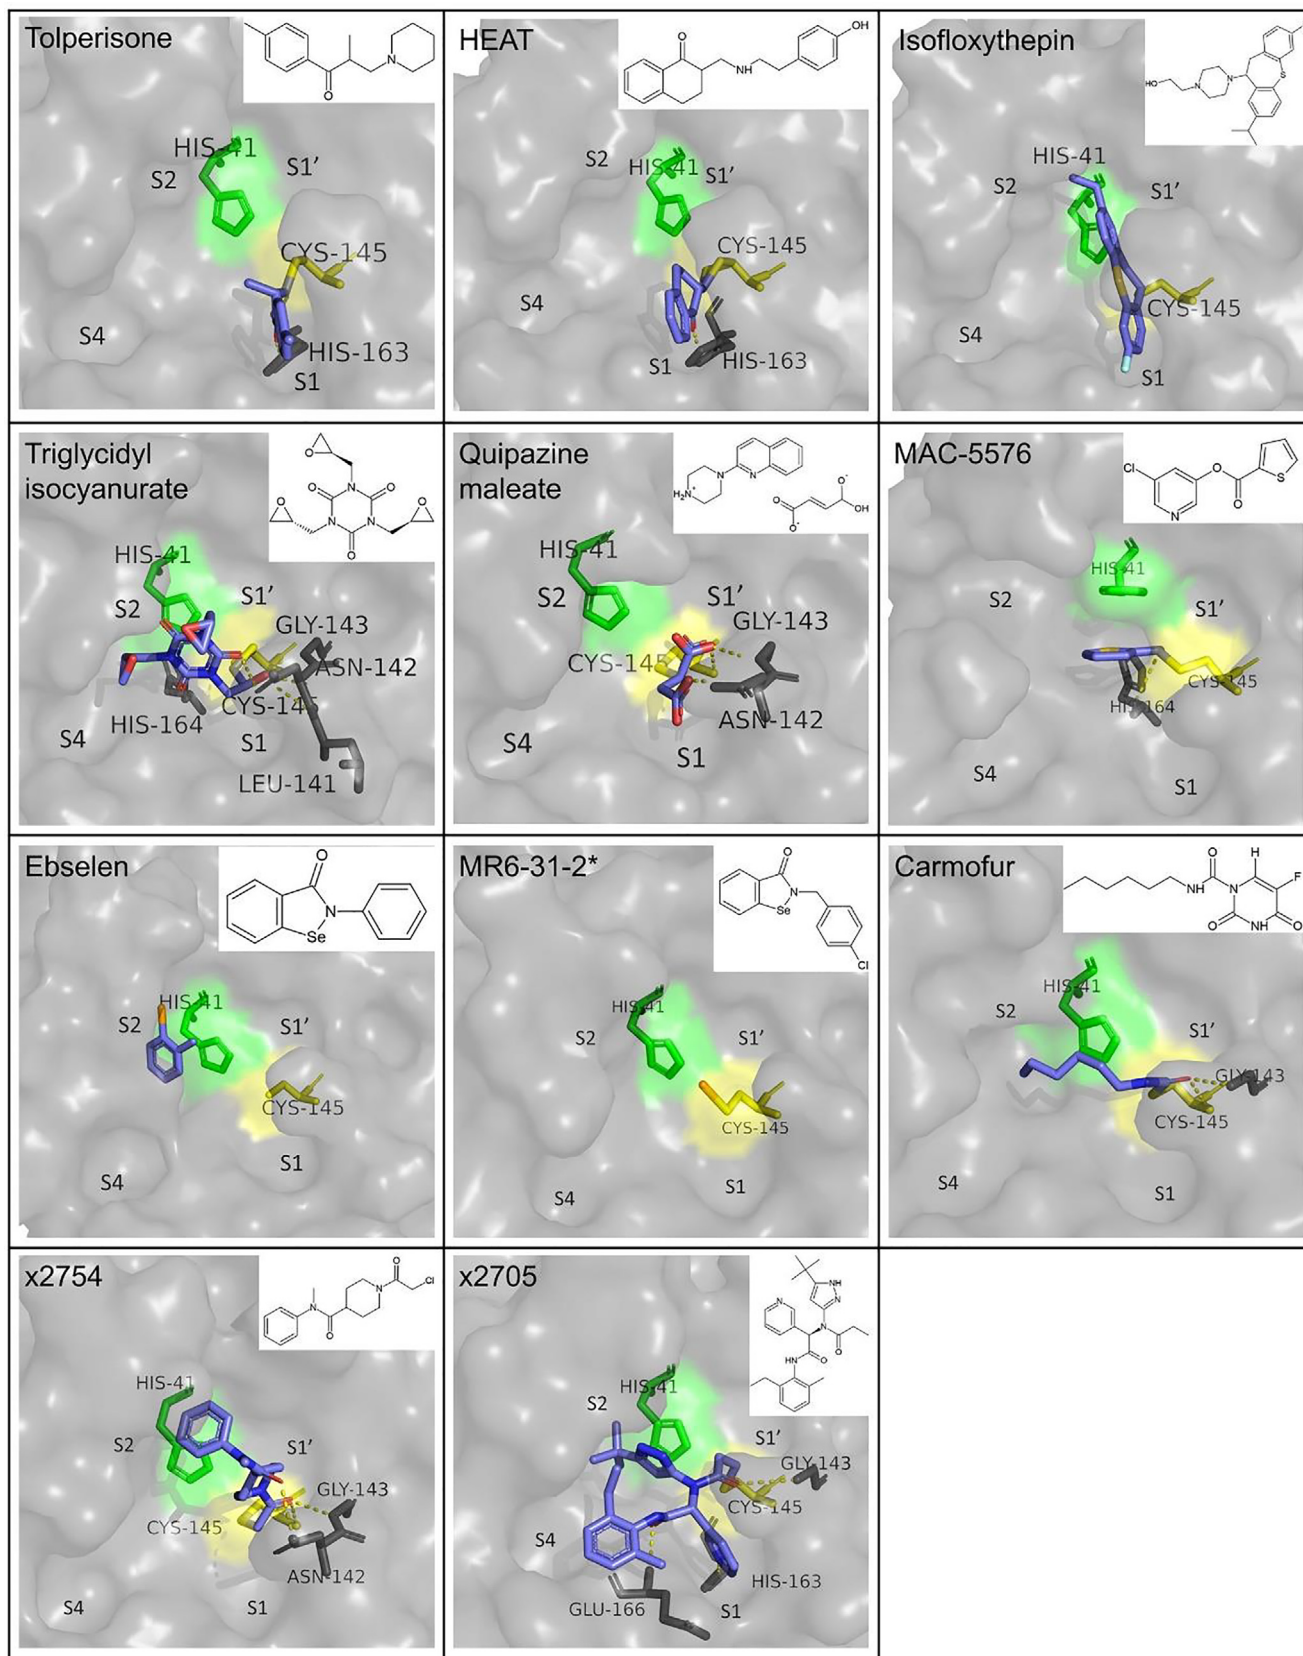 Tolperisone
N
O
HIS-41
S2
S1’
CYS-145
S4
HIS-163
S1
HEAT
O
NH
OH
S2
HIS-41
S1’
CYS-145
S4
S1
HIS-163
Isofloxythepin
HO
N
N
S
HIS-41
S2
S1’
CYS-145
S4
S1
Triglycidyl
isocyanurate
O
N
O
O
O
N
N
O
O
HIS-41
S2
S1’
GLY-143
ASN-142
HIS-164
CYS-145
S4
S1
LEU-141
Quipazine
maleate
N
N
H2N+
O-
O
OH
O-
HIS-41
S2
S1’
GLY-143
CYS-145
ASN-142
S4
S1
MAC-5576
Cl
O
S
O
N
HIS-41
S2
S1’
CYS-145
HIS-164
S4
S1
Ebselen
O
N
Se
HIS-41
S2
S1’
CYS-145
S1
S4
MR6-31-2*
O
N
Se
Cl
HIS-41
S2
S1’
CYS-145
S4
S1
Carmofur
O
H
F
NH
N
O
NH
O
HIS-41
S2
S1’
GLY-143
CYS-145
S4
S1
x2754
O
Cl
N
N
O
HIS-41
S2
S1’
GLY-143
CYS-145
ASN-142
S4
S1
x2705
NH
N
N
N
HN
O
O
HIS-41
S2
S1’
GLY-143
CYS-145
S4
HIS-163
GLU-166
S1